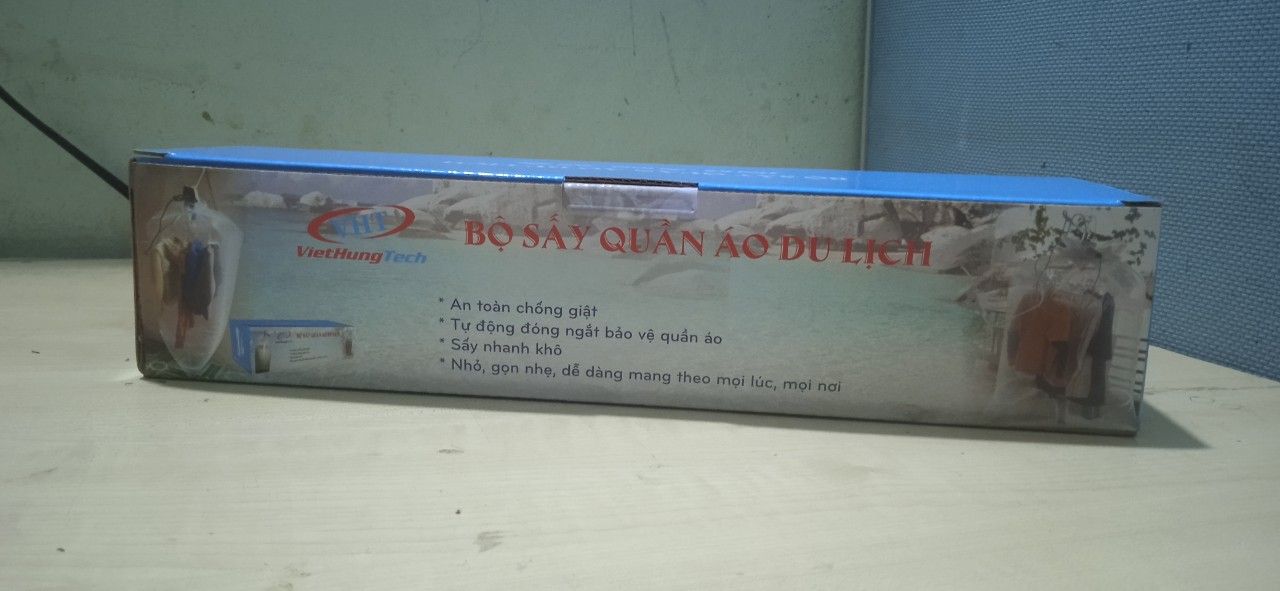 VHT
VietHungTech
BỘ SẤY QUẦN ÁO DU LỊCH
* An toàn chống giật
* Tự động đóng ngắt bảo vệ quần áo
* Sấy nhanh khô
* Nhỏ, gọn nhẹ, dễ dàng mang theo mọi lúc, mọi nơi